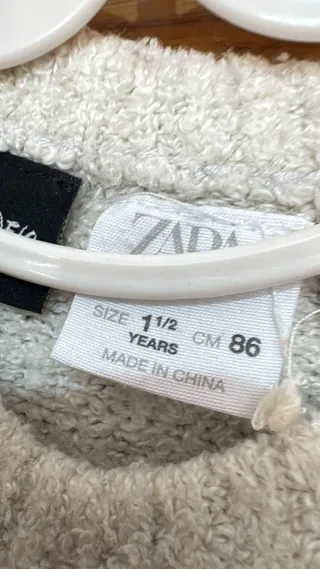 ZARA
SIZE 1 1/2 YEARS CM 86
MADE IN CHINA